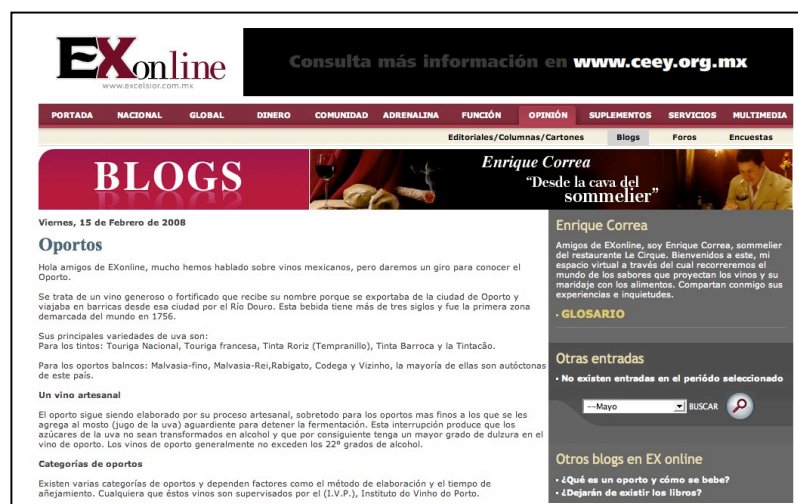 EXonline
www.excelsior.com.mx
Consulta más información en www.ceey.org.mx
PORTADA NACIONAL GLOBAL DINERO COMUNIDAD ADRENALINA FUNCIÓN OPINIÓN SUPLEMENTOS SERVICIOS MULTIMEDIA
Editoriales/Columnas/Cartones Blogs Foros Encuestas
BLOGS
Enrique Correa
“Desde la cava del
sommelier”
Viernes, 15 de Febrero de 2008
Oportos
Hola amigos de EXonline, mucho hemos hablado sobre vinos mexicanos, pero daremos un giro para conocer el
Oporto.
Se trata de un vino generoso o fortificado que recibe su nombre porque se exportaba de la ciudad de Oporto y
viajaba en barricas desde esa ciudad por el Río Douro. Esta bebida tiene más de tres siglos y fue la primera zona
demarcada del mundo en 1756.
Sus principales variedades de uva son:
Para los tintos: Touriga Nacional, Touriga francesa, Tinta Roriz (Tempranillo), Tinta Barroca y la Tintacâo.
Para los oportos balncos: Malvasia-fino, Malvasia-Rei,Rabigato, Codega y Vizinho, la mayoría de ellas son autóctonas
de este país.
Un vino artesanal
El oporto sigue siendo elaborado por su proceso artesanal, sobretodo para los oportos mas finos a los que se les
agrega al mosto (jugo de la uva) aguardiente para detener la fermentación. Esta interrupción produce que los
azúcares de la uva no sean transformados en alcohol y que por consiguiente tenga un mayor grado de dulzura en el
vino de oporto. Los vinos de oporto generalmente no exceden los 22º grados de alcohol.
Categorías de oportos
Existen varias categorías de oportos y dependen factores como el método de elaboración y el tiempo de
añejamiento. Cualquiera que éstos vinos son supervisados por el (I.V.P.), Instituto do Vinho do Porto.
Enrique Correa
Amigos de EXonline, soy Enrique Correa, sommelier
del restaurante Le Cirque. Bienvenidos a este, mi
espacio virtual a través del cual recorreremos el
mundo de los sabores que proyectan los vinos y su
maridaje con los alimentos. Compartan conmigo sus
experiencias e inquietudes.
· GLOSARIO
Otras entradas
• No existen entradas en el periódo seleccionado
--Mayo BUSCAR
Otros blogs en EX online
• ¿Qué es un oporto y cómo se bebe?
• ¿Dejarán de existir los libros?